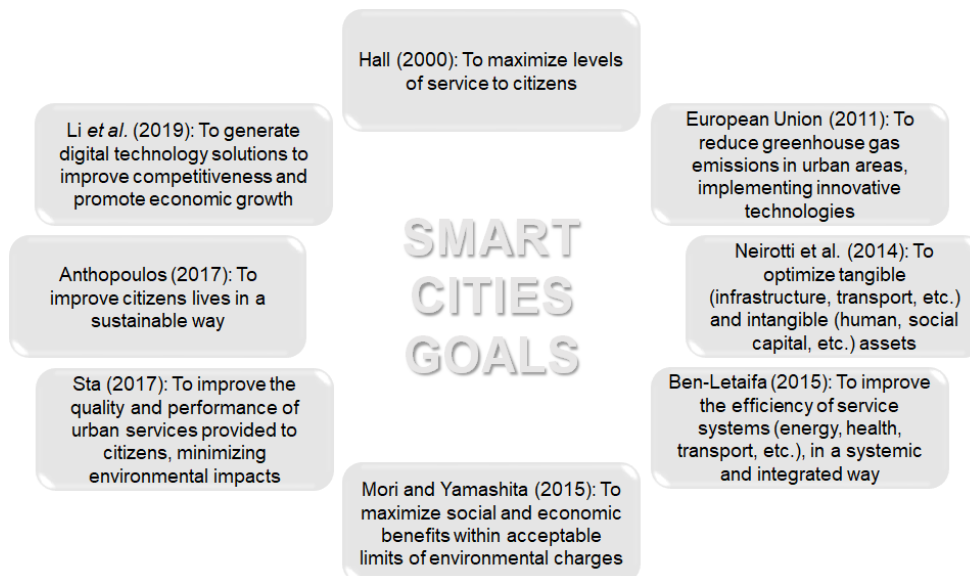 Hall (2000): To maximize levels
of service to citizens
European Union (2011): To
reduce greenhouse gas
emissions in urban areas,
implementing innovative
technologies
Neirotti et al. (2014): To
optimize tangible
(infrastructure, transport, etc.)
and intangible (human, social
capital, etc.) assets
Ben-Letaifa (2015): To improve
the efficiency of service
systems (energy, health,
transport, etc.), in a systemic
and integrated way
Mori and Yamashita (2015): To
maximize social and economic
benefits within acceptable
limits of environmental charges
Sta (2017): To improve the
quality and performance of
urban services provided to
citizens, minimizing
environmental impacts
Anthopoulos (2017): To
improve citizens lives in a
sustainable way
Li et al. (2019): To generate
digital technology solutions to
improve competitiveness and
promote economic growth
SMART
CITIES
GOALS